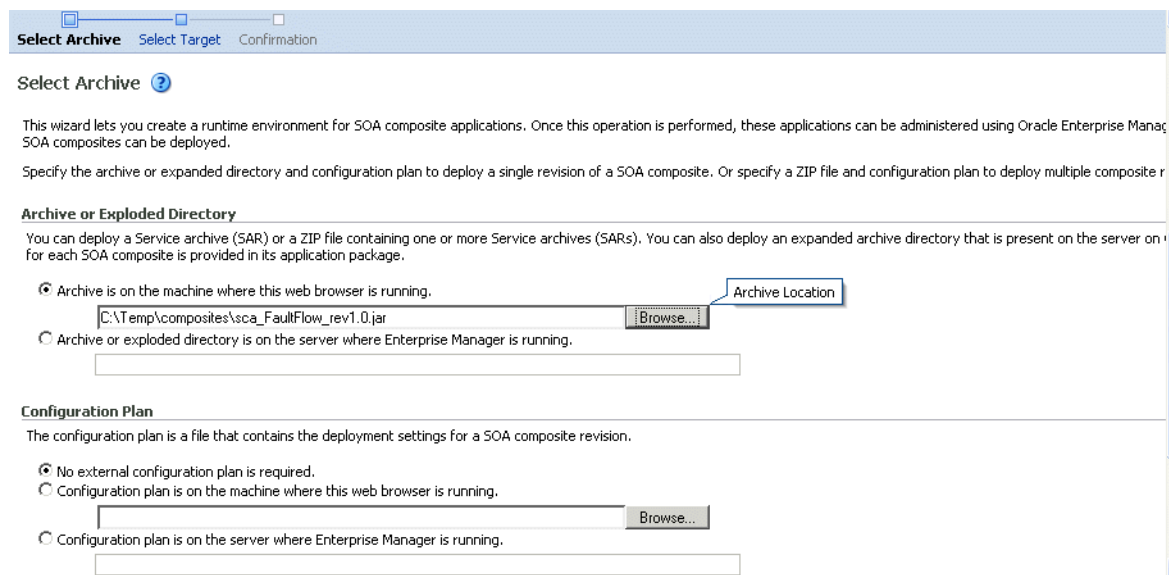 Select Archive Select Target Confirmation
Select Archive ?
This wizard lets you create a runtime environment for SOA composite applications. Once this operation is performed, these applications can be administered using Oracle Enterprise
SOA composites can be deployed.
Specify the archive or expanded directory and configuration plan to deploy a single revision of a SOA composite. Or specify a ZIP file and configuration plan to deploy multiple composite
Archive or Exploded Directory
You can deploy a Service archive (SAR) or a ZIP file containing one or more Service archives (SARs). You can also deploy an expanded archive directory that is present on the server on
for each SOA composite is provided in its application package.
Archive is on the machine where this web browser is running.
Archive Location
C:\Temp\composites\sca_FaultFlow_rev1.0.jar Browse...
Archive or exploded directory is on the server where Enterprise Manager is running.
Configuration Plan
The configuration plan is a file that contains the deployment settings for a SOA composite revision.
No external configuration plan is required.
Configuration plan is on the machine where this web browser is running.
Browse...
Configuration plan is on the server where Enterprise Manager is running.